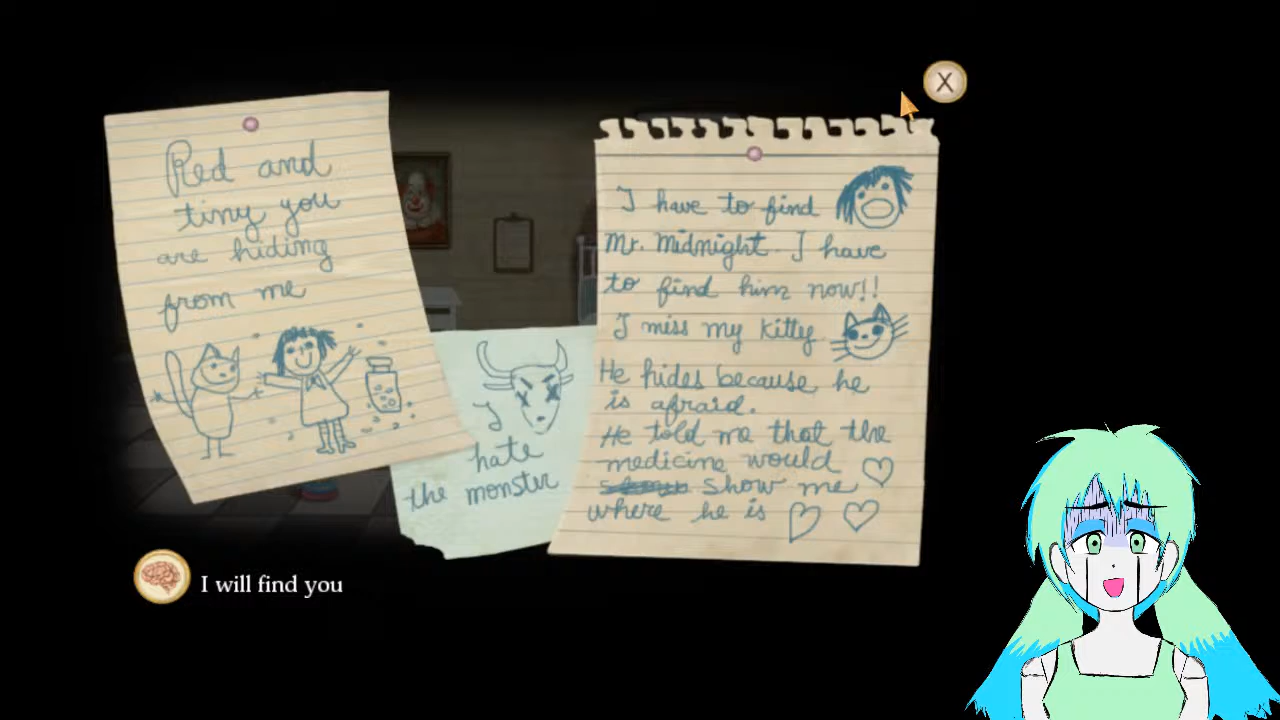 Red and
tiny you
are hiding
from me
I
hate
the monster
I have to find
Mr. Midnight. I have
to find him now!!
I miss my kitty
He hides because he
is afraid.
He told me that the
medicine would
show me
where he is
X
I will find you